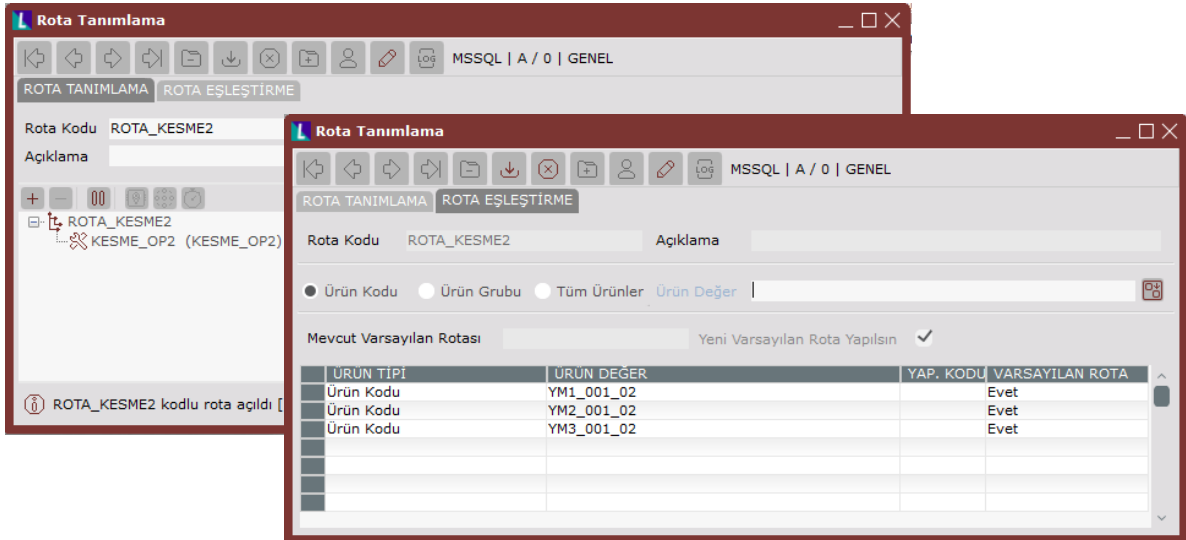 Rota Tanımlama
LOG MSSQL | A / 0 | GENEL
ROTA TANIMLAMA ROTA EŞLEŞTİRME
Rota Kodu ROTA_KESME2
Açıklama
ROTA_KESME2
KESME_OP2 (KESME_OP2)
ROTA_KESME2 kodlu rota açıldı [
Rota Tanımlama
LOG MSSQL | A / 0 | GENEL
ROTA TANIMLAMA ROTA EŞLEŞTİRME
Rota Kodu ROTA_KESME2 Açıklama
Ürün Kodu Ürün Grubu Tüm Ürünler Ürün Değer
Mevcut Varsayılan Rotası Yeni Varsayılan Rota Yapılsın
ÜRÜN TİPİ ÜRÜN DEĞER YAP. KODU VARSAYILAN ROTA
Ürün Kodu YM1_001_02 Evet
Ürün Kodu YM2_001_02 Evet
Ürün Kodu YM3_001_02 Evet